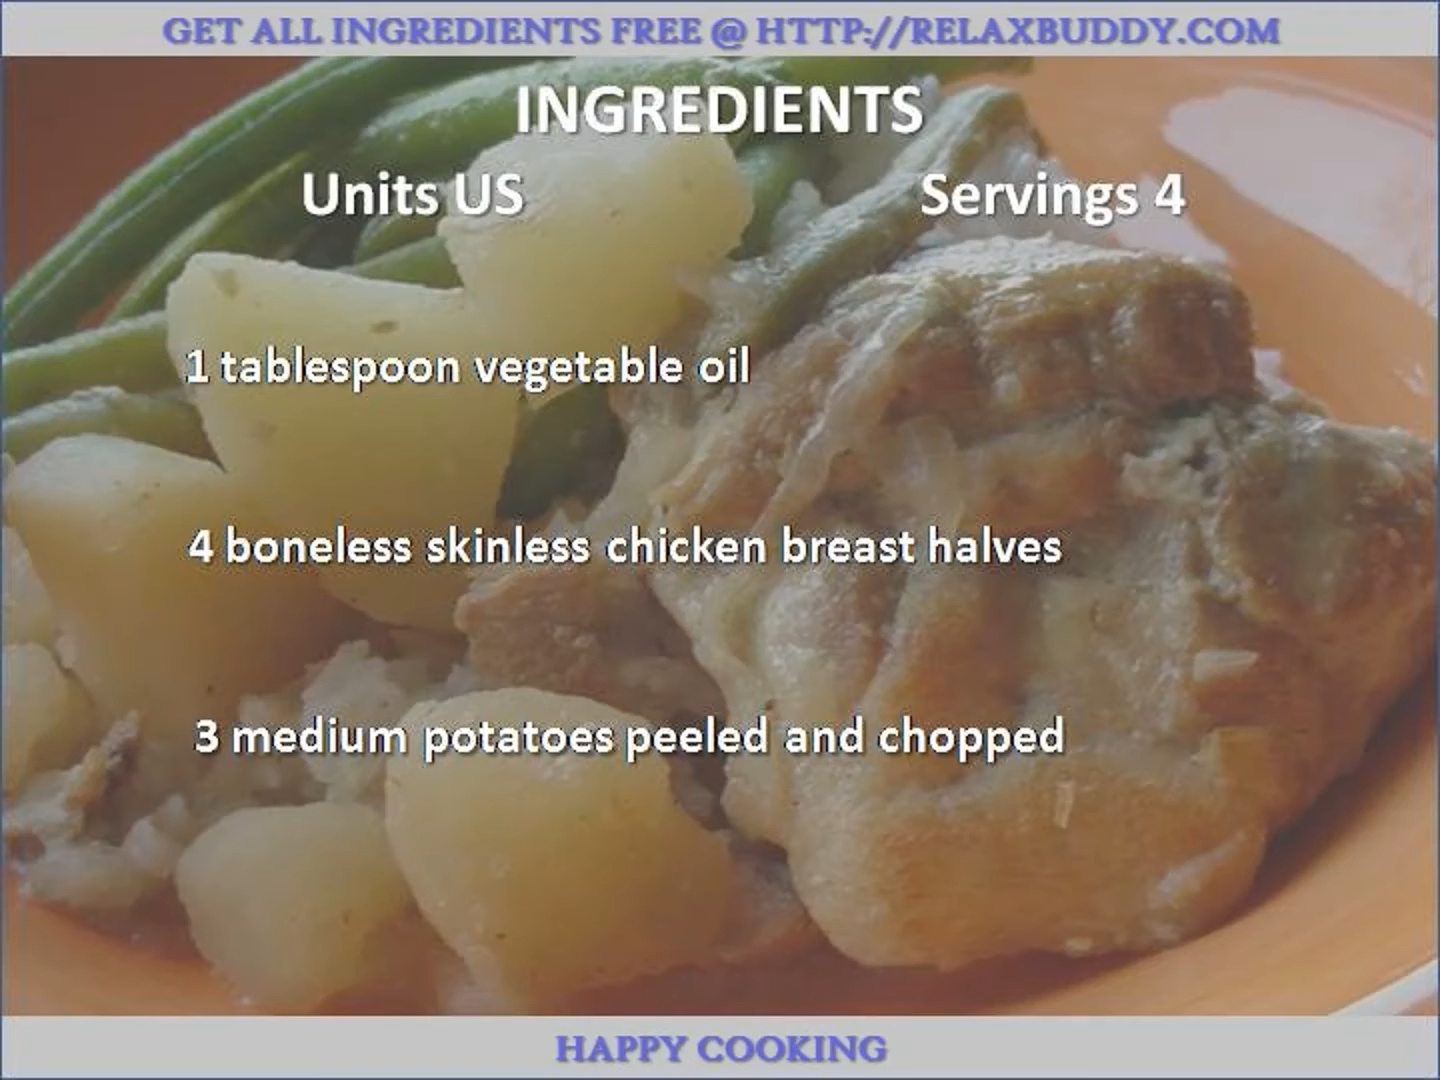 GET ALL INGREDIENTS FREE @ HTTP://RELAXBUDDY.COM
INGREDIENTS
Units US
Servings 4
1 tablespoon vegetable oil
4 boneless skinless chicken breast halves
3 medium potatoes peeled and chopped
HAPPY COOKING